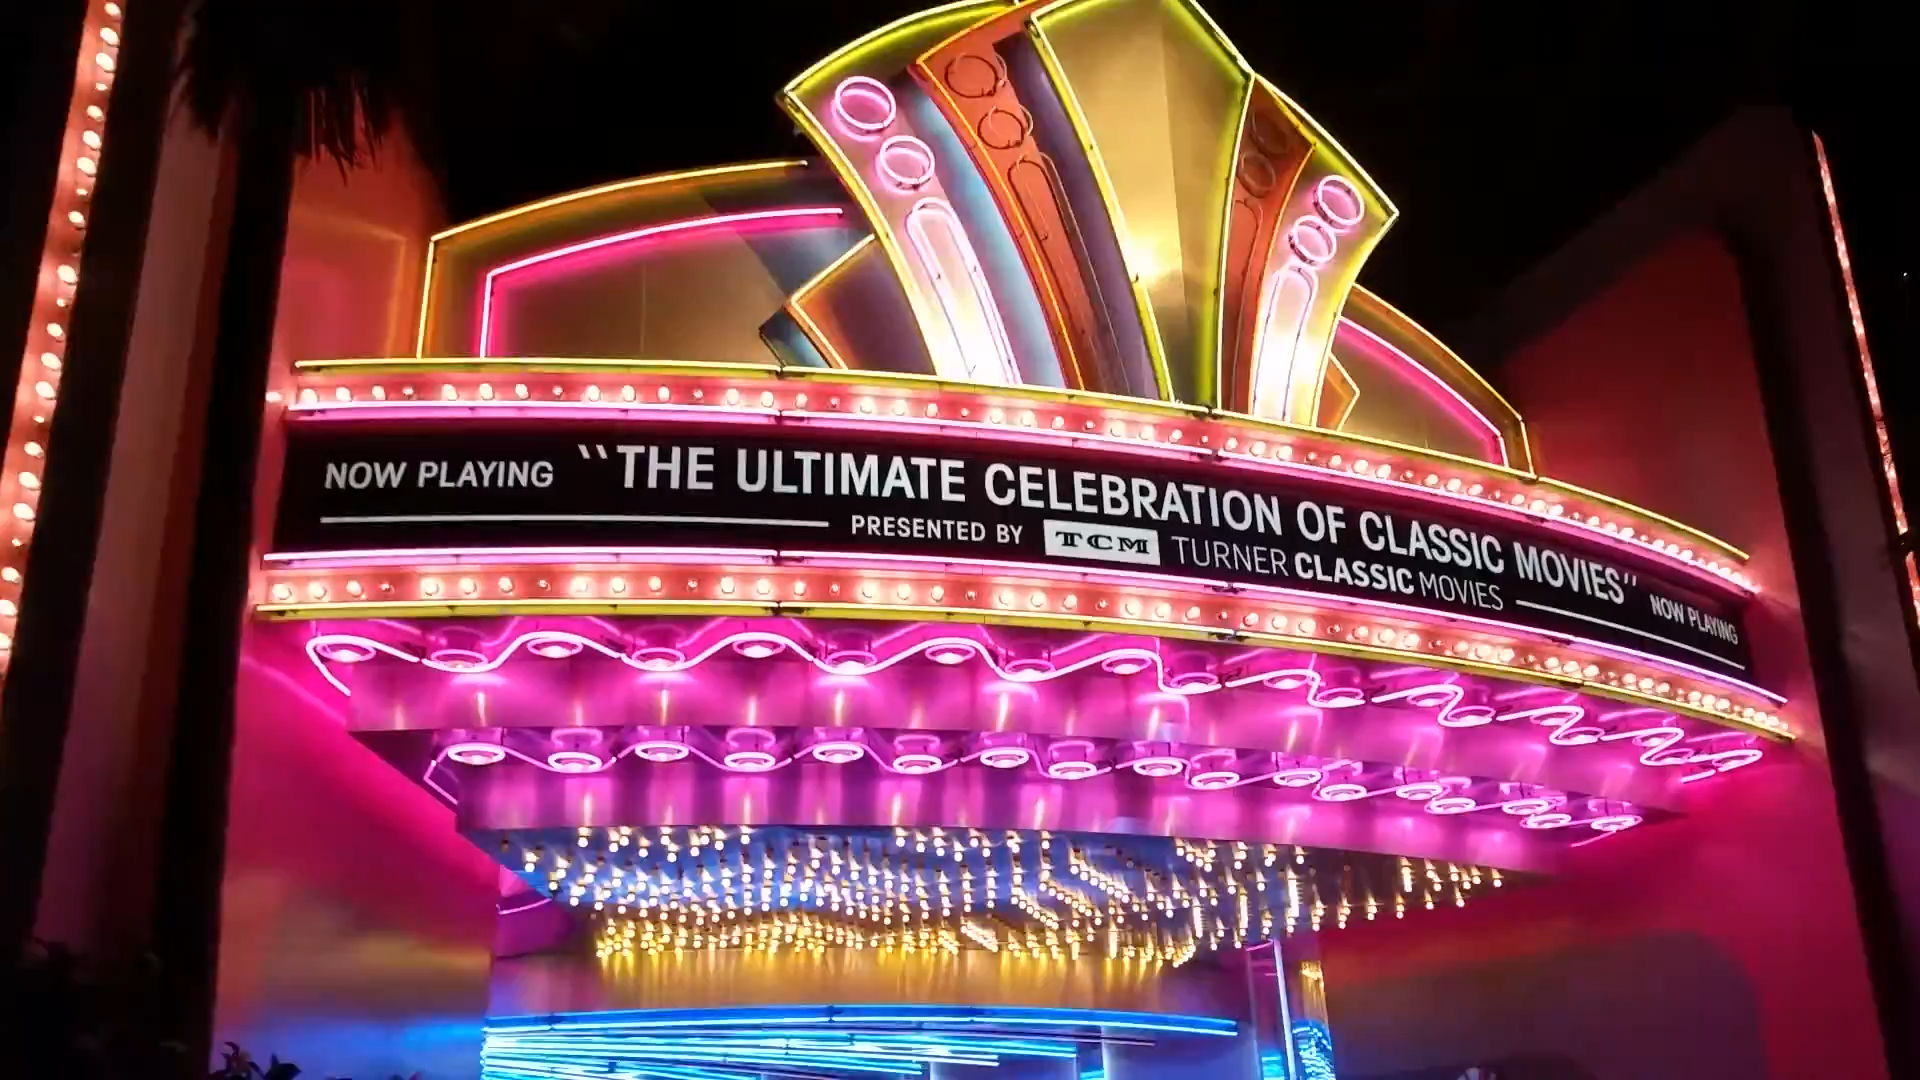 NOW PLAYING "THE ULTIMATE CELEBRATION OF CLASSIC MOVIES" NOW PLAYING
PRESENTED BY TCM TURNER CLASSIC MOVIES